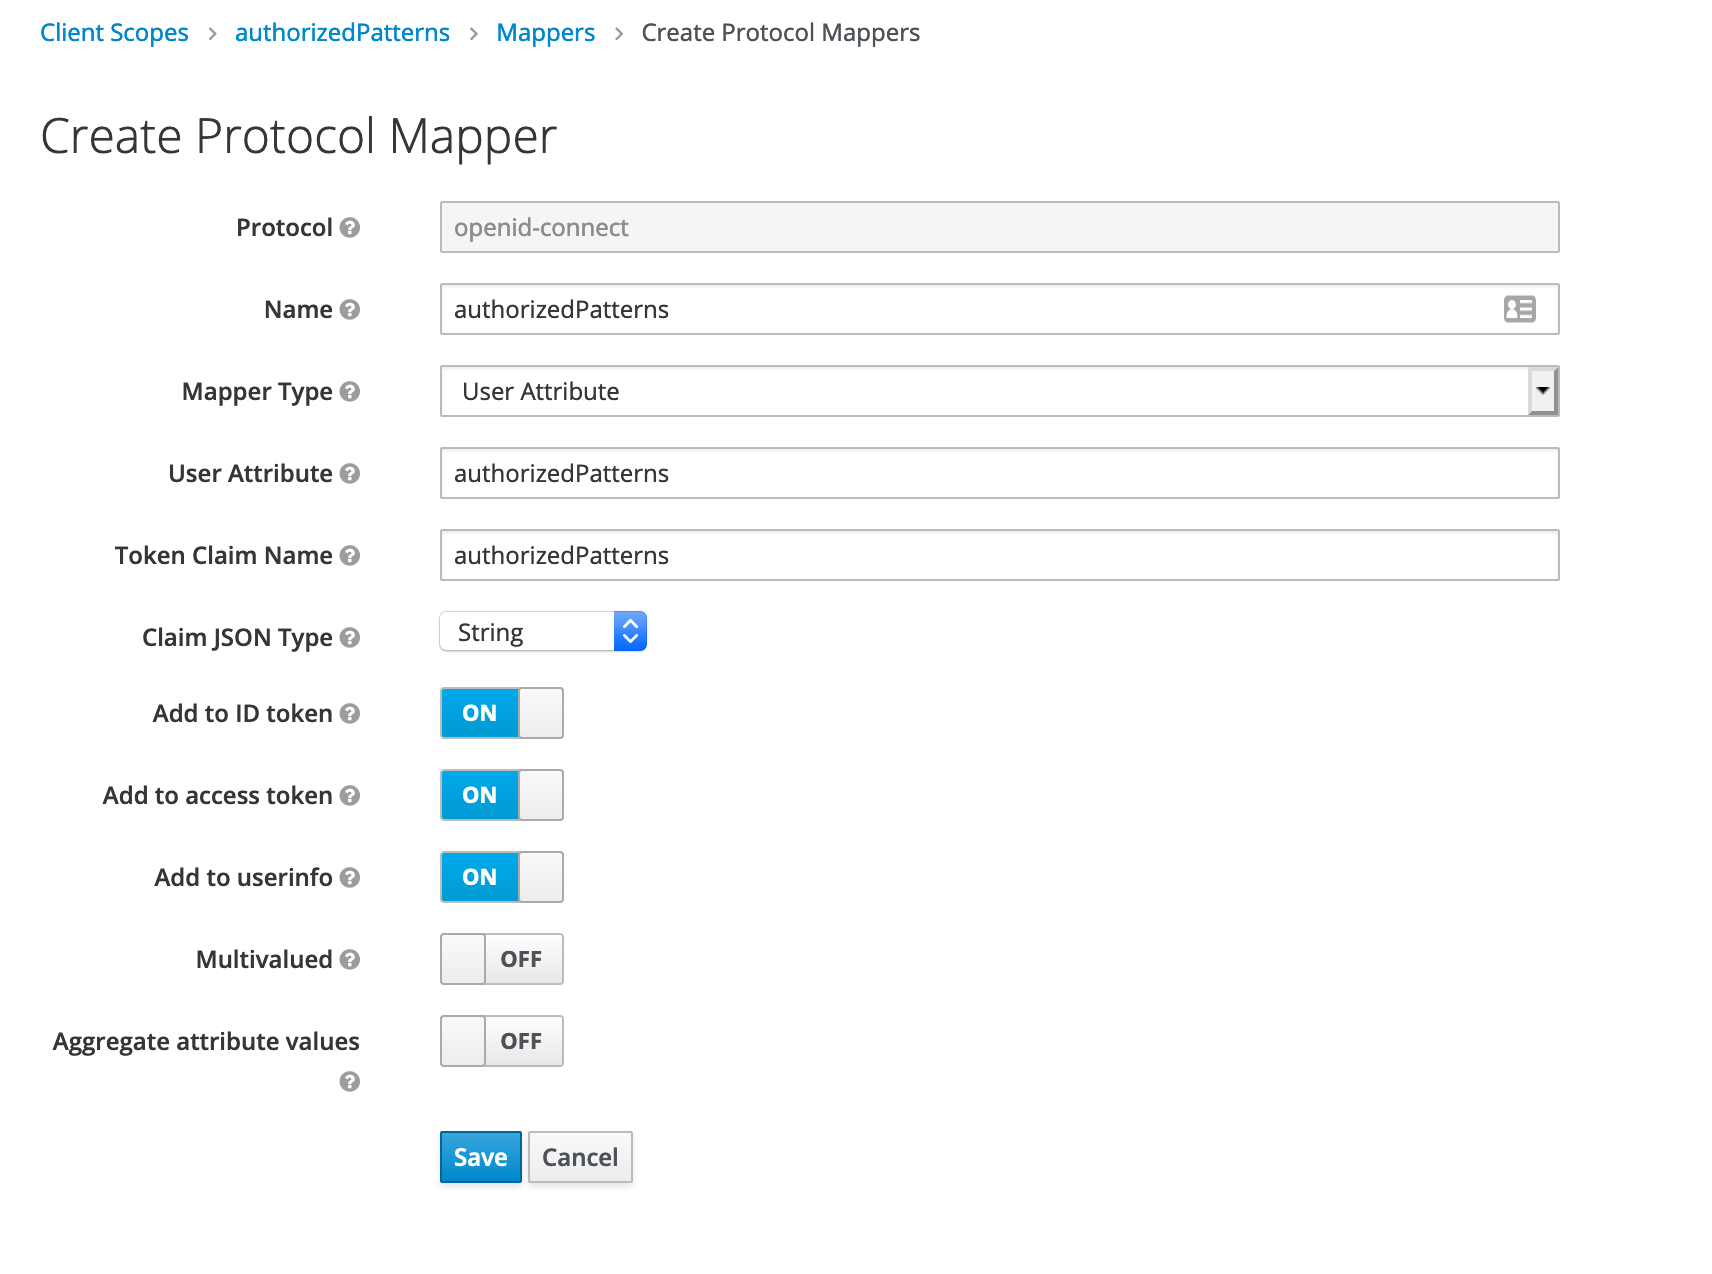 Client Scopes > authorizedPatterns > Mappers > Create Protocol Mappers
Create Protocol Mapper
Protocol ? openid-connect
Name ? authorizedPatterns
Mapper Type ? User Attribute
User Attribute ? authorizedPatterns
Token Claim Name ? authorizedPatterns
Claim JSON Type ? String
Add to ID token ? ON
Add to access token ? ON
Add to userinfo ? ON
Multivalued ? OFF
Aggregate attribute values OFF
?
Save Cancel